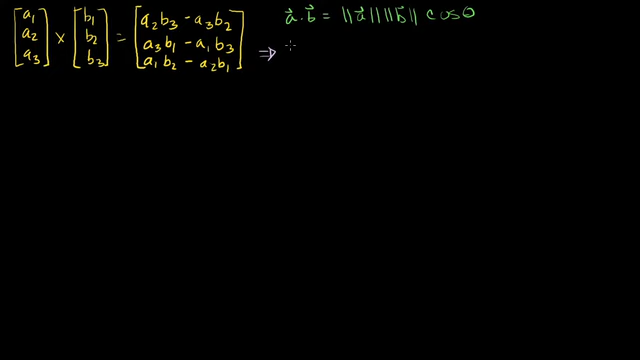 [a₁ a₂ a₃] × [b₁ b₂ b₃] = [a₂b₃ − a₃b₂
a₃b₁ − a₁b₃
a₁b₂ − a₂b₁]
a⃗ . b⃗ = ||a⃗|| ||b⃗|| cos θ
⇒